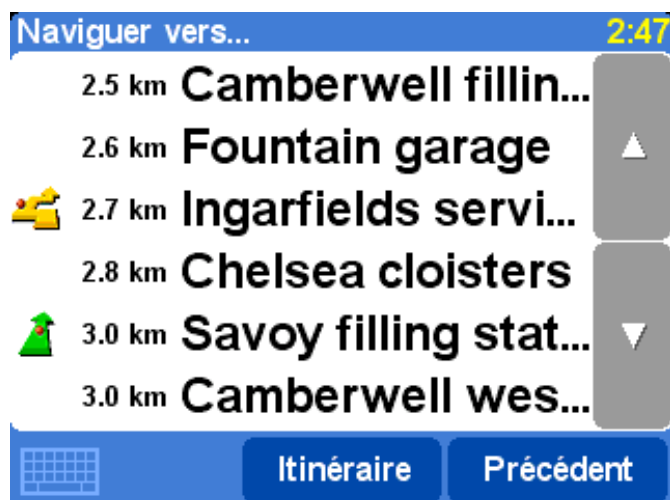 Naviguer vers... 2:47
2.5 km Camberwell fillin...
2.6 km Fountain garage
2.7 km Ingarfields servi...
2.8 km Chelsea cloisters
3.0 km Savoy filling stat...
3.0 km Camberwell wes...
Itinéraire Précédent